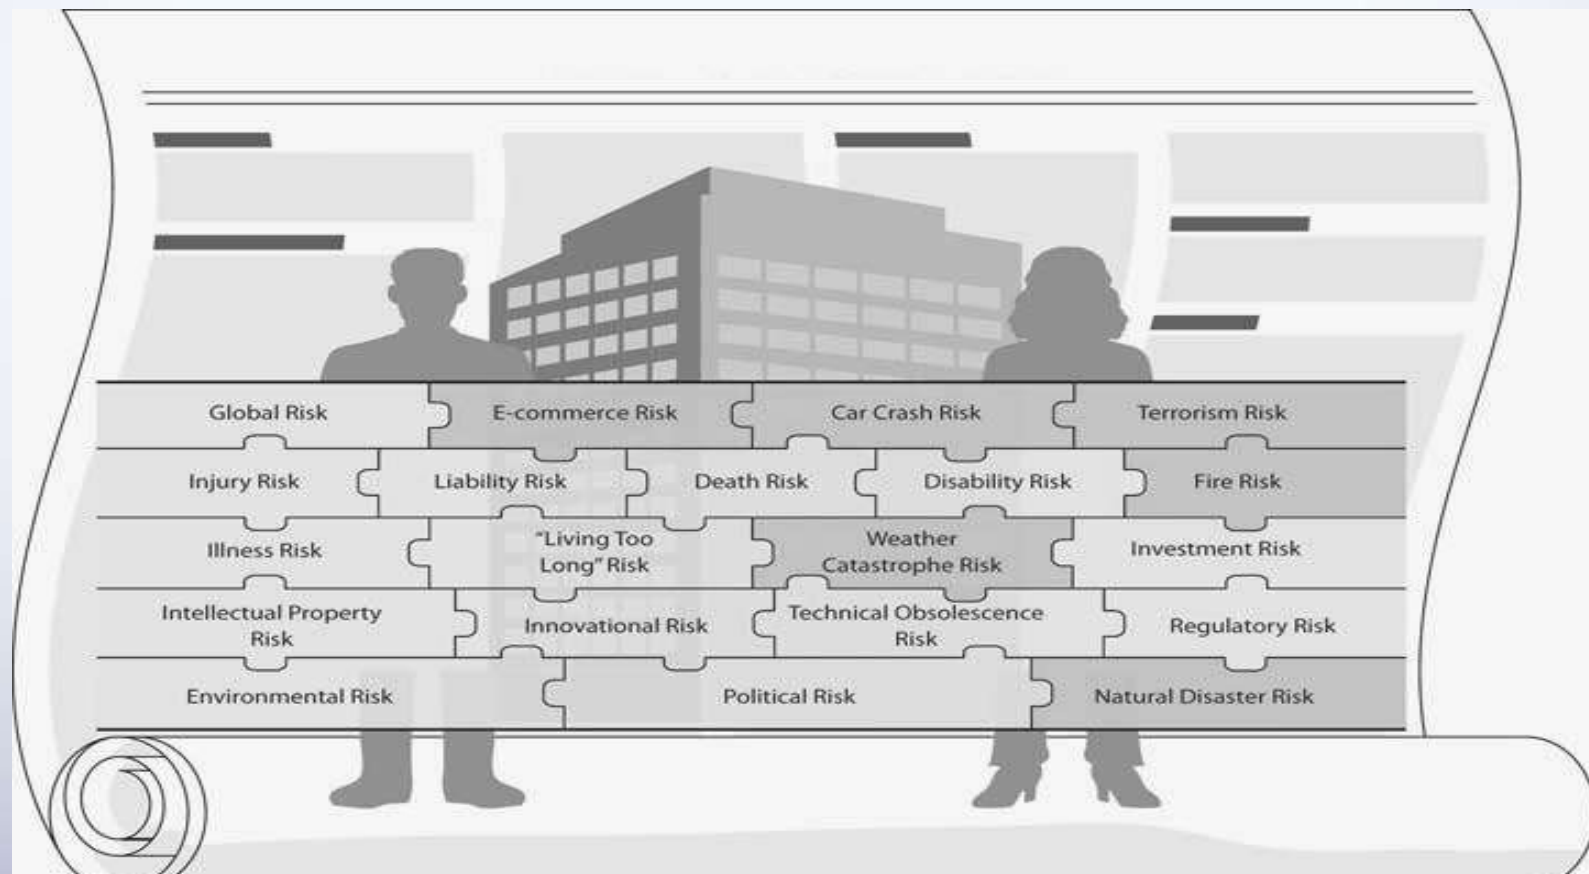 Global Risk
E-commerce Risk
Car Crash Risk
Terrorism Risk
Injury Risk
Liability Risk
Death Risk
Disability Risk
Fire Risk
Illness Risk
“Living Too
Long” Risk
Weather
Catastrophe Risk
Investment Risk
Intellectual Property
Risk
Innovational Risk
Technical Obsolescence
Risk
Regulatory Risk
Environmental Risk
Political Risk
Natural Disaster Risk